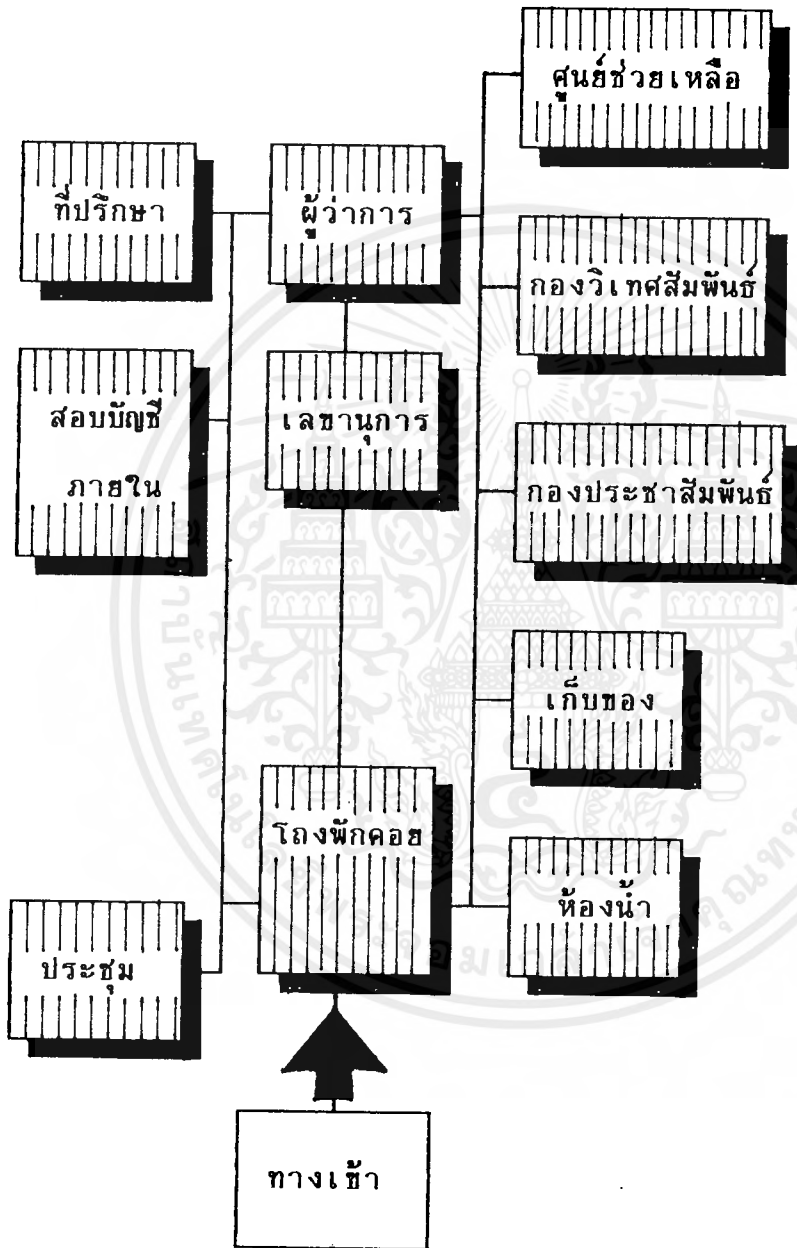 ศูนย์ช่วยเหลือ
ที่ปรึกษา
ผู้ว่าการ
กองวิเทศสัมพันธ์
สอบบัญชี
ภายใน
เลขานุการ
กองประชาสัมพันธ์
เก็บของ
โถงพักคอย
ห้องน้ำ
ประชุม
ทางเข้า